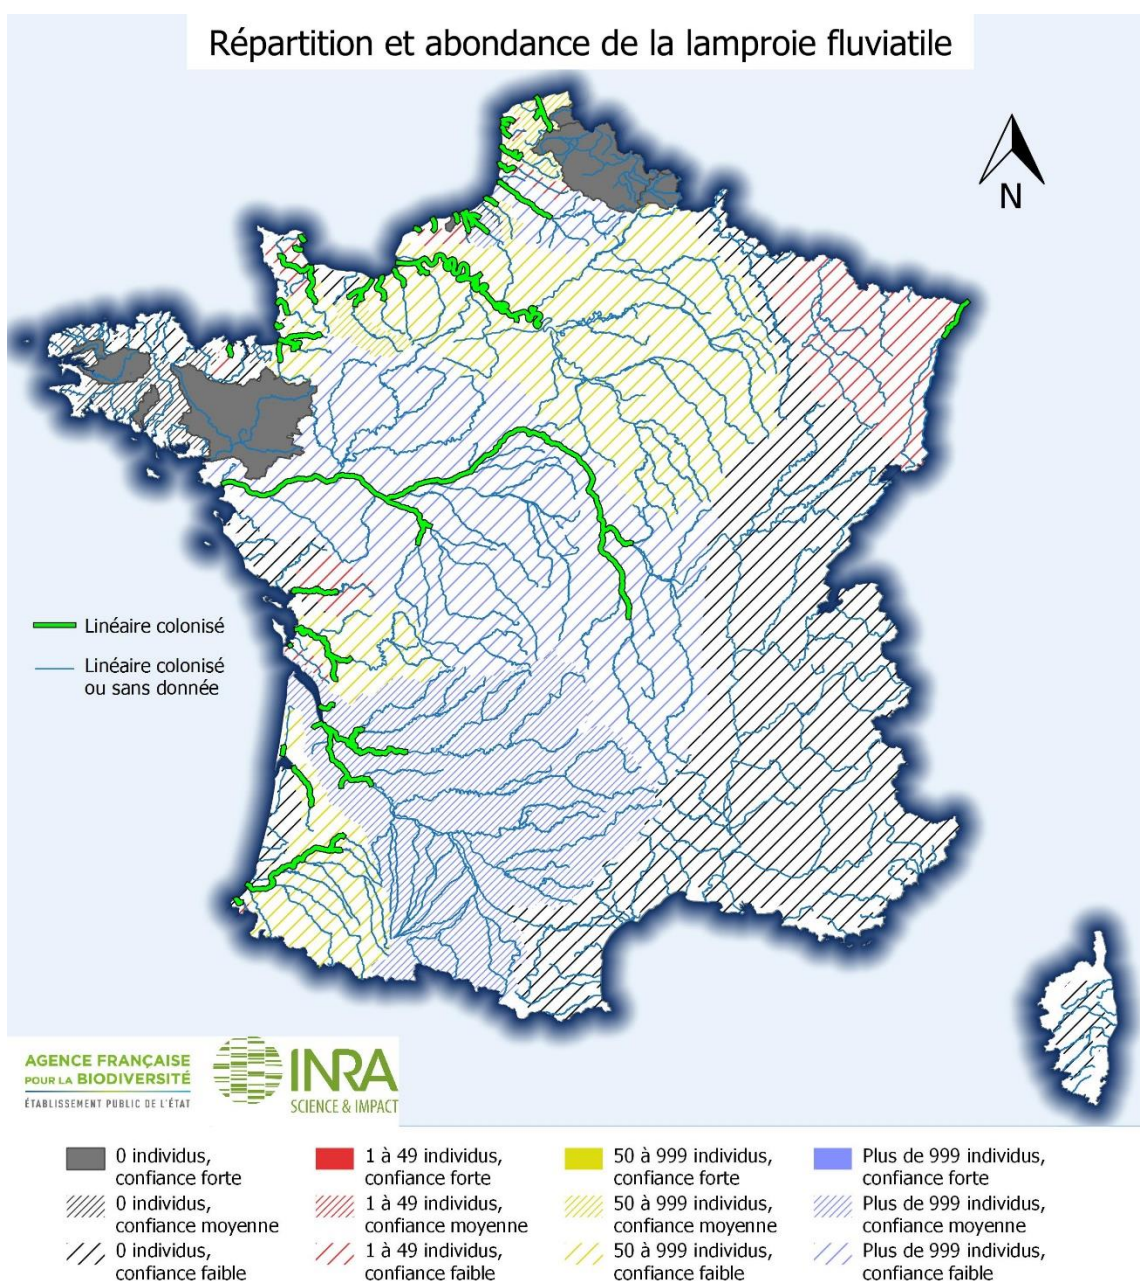 Répartition et abondance de la lamproie fluviatile
N
Linéaire colonisé
Linéaire colonisé
ou sans donnée
AGENCE FRANÇAISE
POUR LA BIODIVERSITÉ
ÉTABLISSEMENT PUBLIC DE L'ÉTAT
INRA
SCIENCE & IMPACT
0 individus,
confiance forte
1 à 49 individus,
confiance forte
50 à 999 individus,
confiance forte
Plus de 999 individus,
confiance forte
0 individus,
confiance moyenne
1 à 49 individus,
confiance moyenne
50 à 999 individus,
confiance moyenne
Plus de 999 individus,
confiance moyenne
0 individus,
confiance faible
1 à 49 individus,
confiance faible
50 à 999 individus,
confiance faible
Plus de 999 individus,
confiance faible